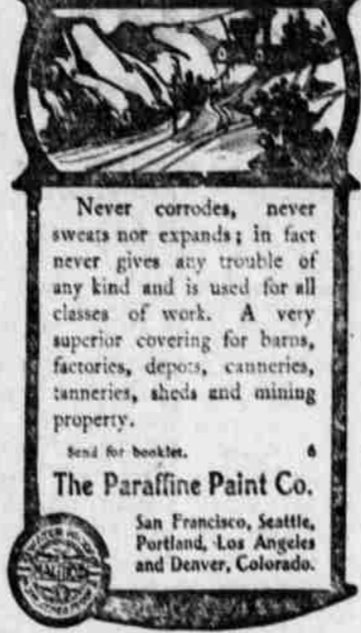 Never corrodes, never
sweats nor expands; in fact
never gives any trouble of
any kind and is used for all
classes of work. A very
superior covering for barns,
factories, depots, canneries,
tanneries, sheds and mining
property.
Send for booklet. 6
The Paraffine Paint Co.
San Francisco, Seattle,
Portland, Los Angeles
and Denver, Colorado.